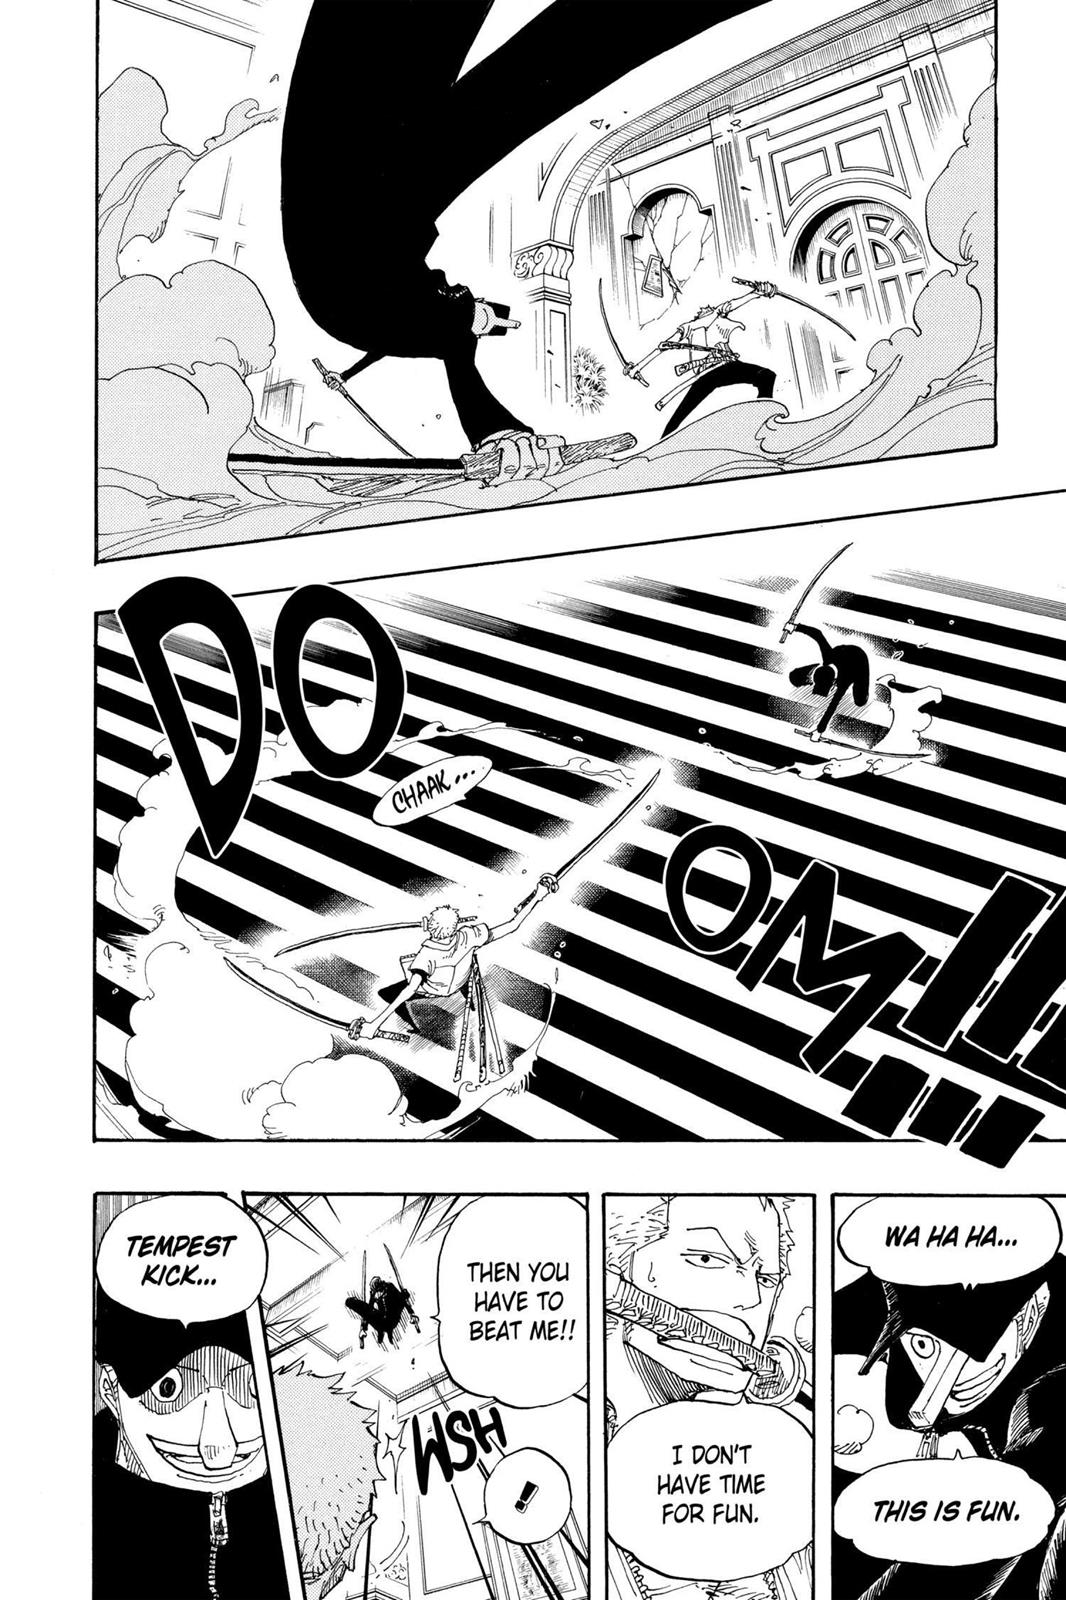 DO
CHAAK...
OM!!!
WA HA HA...
THIS IS FUN.
I DON'T
HAVE TIME
FOR FUN.
THEN YOU
HAVE TO
BEAT ME!!
!
WSH
TEMPEST
KICK...